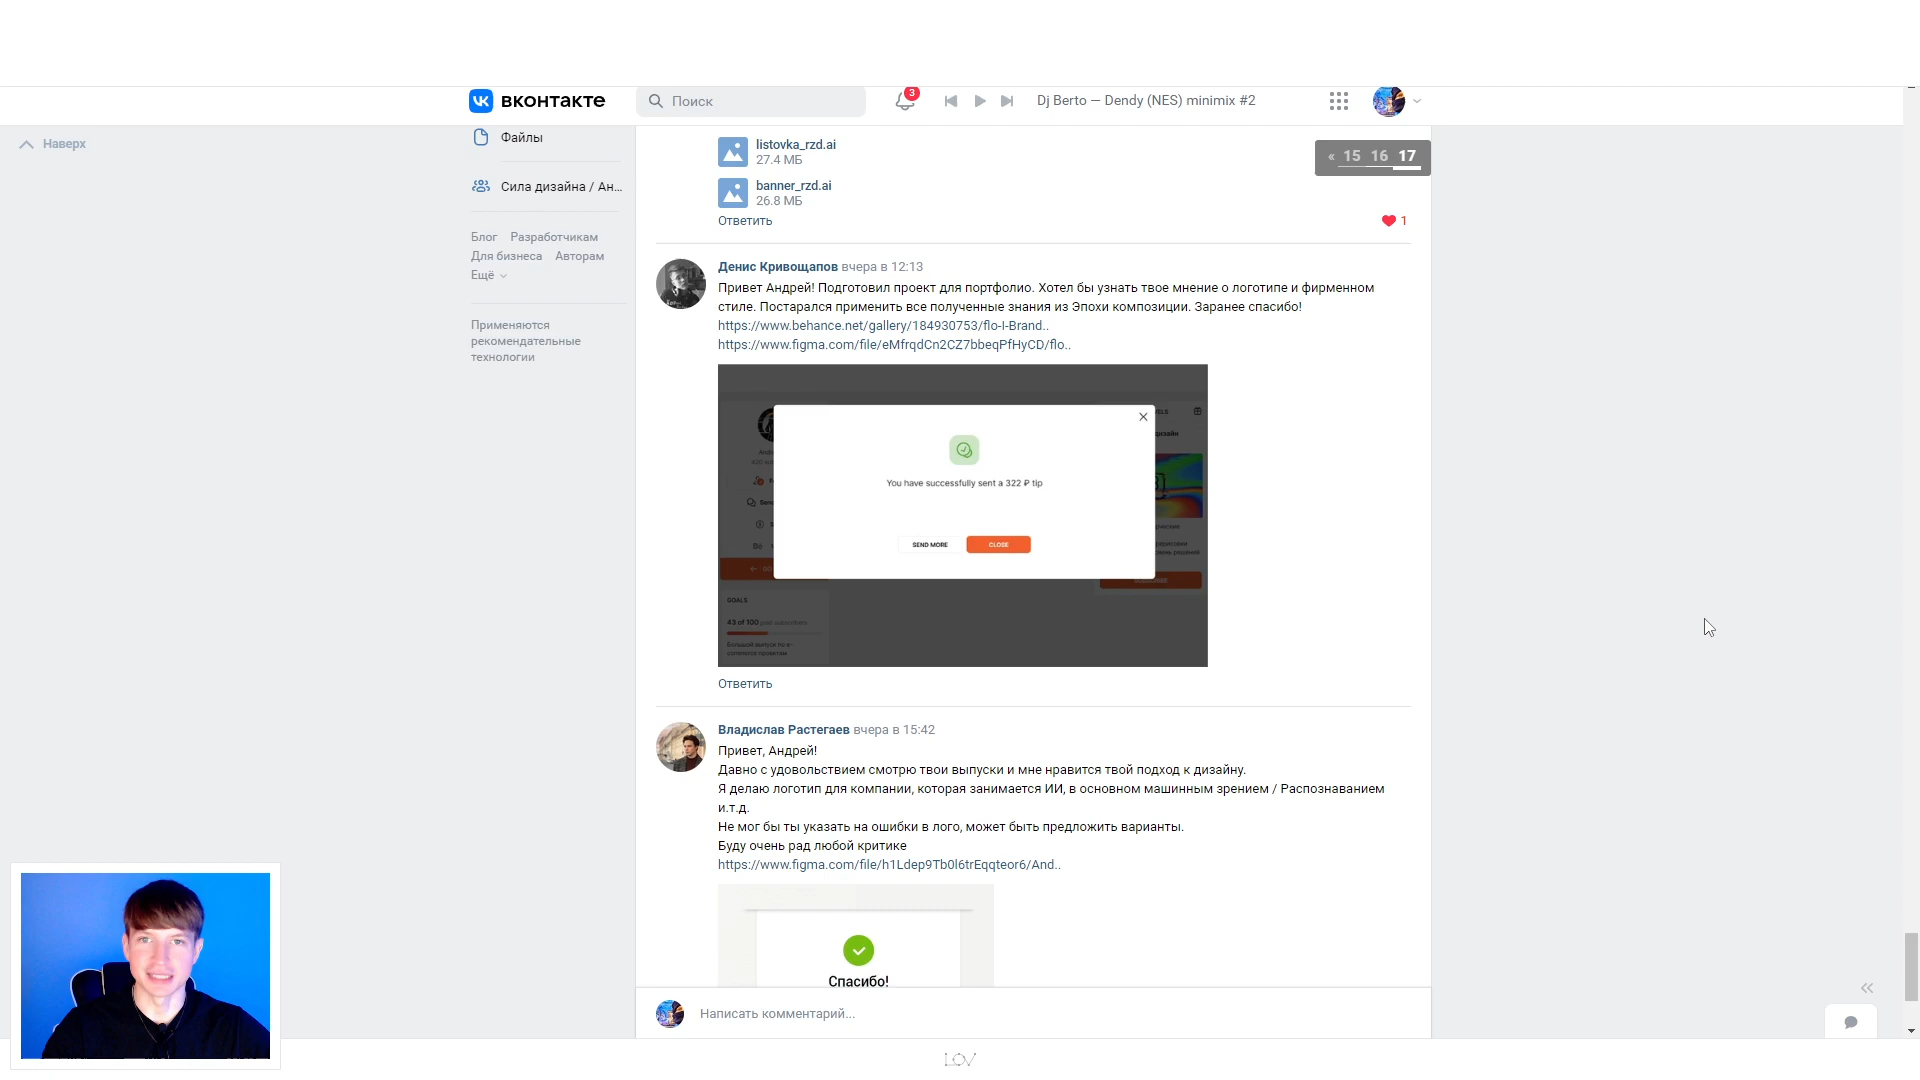 вконтакте
Поиск
3
Dj Berto — Dendy (NES) minimix #2
Наверх
Файлы
Сила дизайна / Ан...
Блог Разработчикам
Для бизнеса Авторам
Ещё
Применяются
рекомендательные
технологии
listovka_rzd.ai
27.4 МБ
« 15 16 17
banner_rzd.ai
26.8 МБ
Ответить
1
Денис Кривощапов вчера в 12:13
Привет Андрей! Подготовил проект для портфолио. Хотел бы узнать твое мнение о логотипе и фирменном
стиле. Постарался применить все полученные знания из Эпохи композиции. Заранее спасибо!
https://www.behance.net/gallery/184930753/flo-I-Brand..
https://www.figma.com/file/eMfrqdCn2CZ7bbeqPfHyCD/flo..
You have successfully sent a 322 ₽ tip
SEND MORE
CLOSE
GOALS
43 of 100 paid subscribers
Ответить
Владислав Растегаев вчера в 15:42
Привет, Андрей!
Давно с удовольствием смотрю твои выпуски и мне нравится твой подход к дизайну.
Я делаю логотип для компании, которая занимается ИИ, в основном машинным зрением / Распознаванием
и.т.д.
Не мог бы ты указать на ошибки в лого, может быть предложить варианты.
Буду очень рад любой критике
https://www.figma.com/file/h1Ldep9Tb0l6trEqqteor6/And..
Спасибо!
Написать комментарий...
LOV